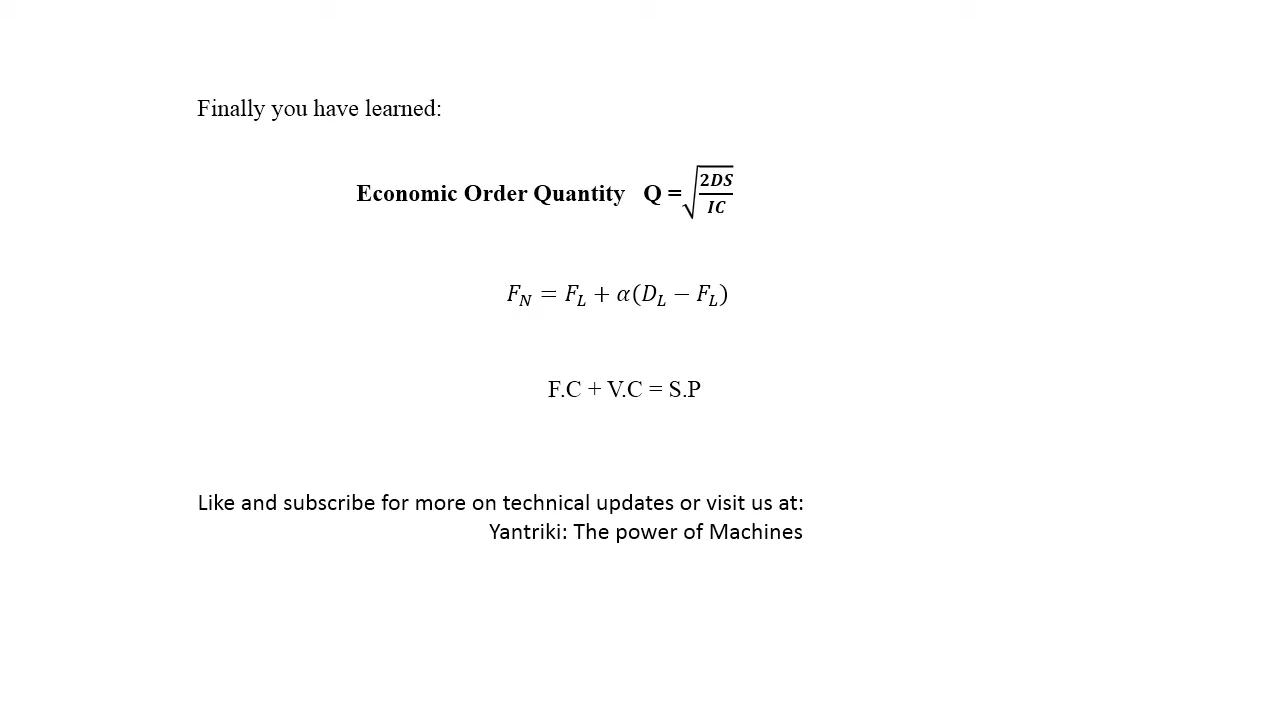 Finally you have learned:
Economic Order Quantity Q = √(2DS/IC)
F_N = F_L + α(D_L − F_L)
F.C + V.C = S.P
Like and subscribe for more on technical updates or visit us at:
Yantriki: The power of Machines